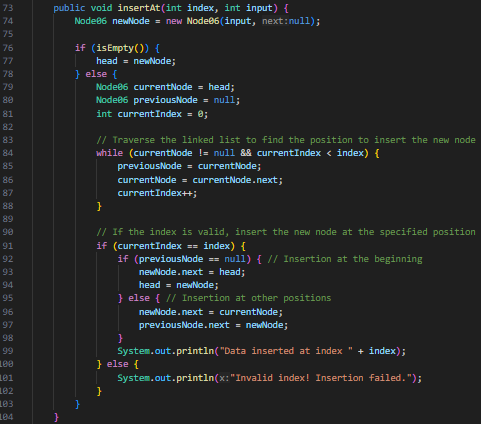 73 public void insertAt(int index, int input) {
74 Node06 newNode = new Node06(input, next:null);
75
76 if (isEmpty()) {
77 head = newNode;
78 } else {
79 Node06 currentNode = head;
80 Node06 previousNode = null;
81 int currentIndex = 0;
82
83 // Traverse the linked list to find the position to insert the new node
84 while (currentNode != null && currentIndex < index) {
85 previousNode = currentNode;
86 currentNode = currentNode.next;
87 currentIndex++;
88 }
89
90 // If the index is valid, insert the new node at the specified position
91 if (currentIndex == index) {
92 if (previousNode == null) { // Insertion at the beginning
93 newNode.next = head;
94 head = newNode;
95 } else { // Insertion at other positions
96 newNode.next = currentNode;
97 previousNode.next = newNode;
98 }
99 System.out.println("Data inserted at index " + index);
100 } else {
101 System.out.println(x:"Invalid index! Insertion failed.");
102 }
103 }
104 }